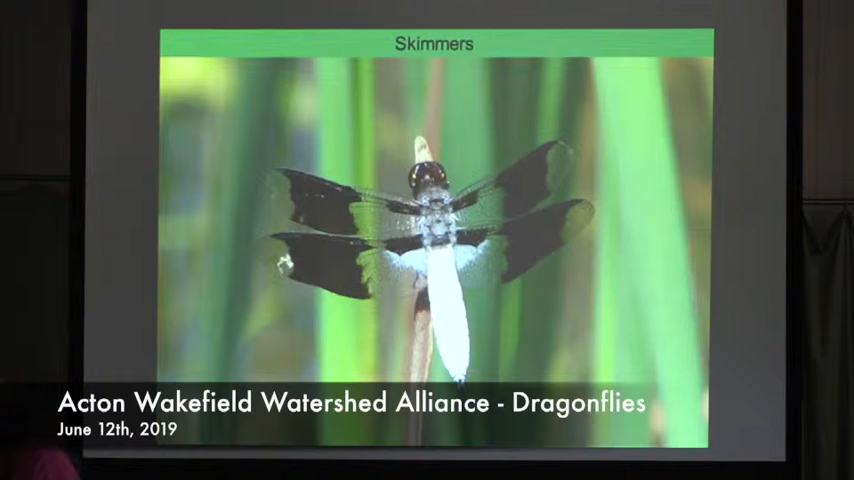 Skimmers
Acton Wakefield Watershed Alliance - Dragonflies
June 12th, 2019